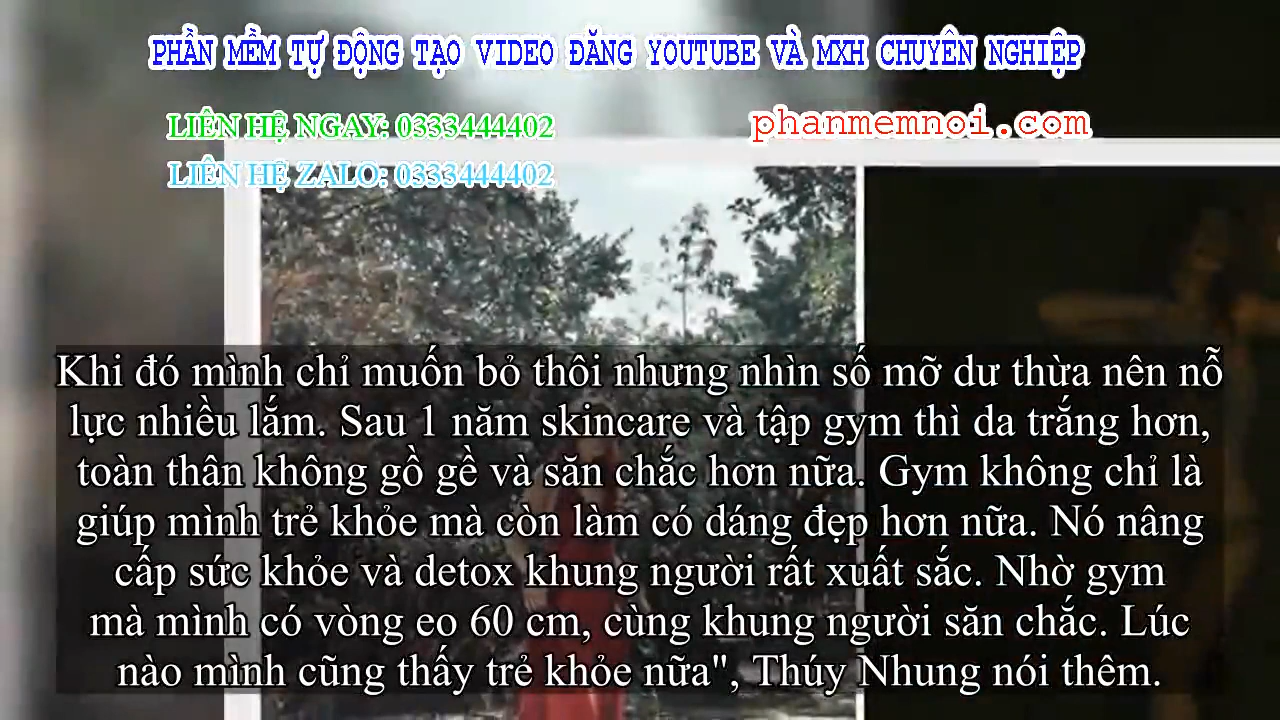 PHẦN MỀM TỰ ĐỘNG TẠO VIDEO ĐĂNG YOUTUBE VÀ MXH CHUYÊN NGHIỆP
LIÊN HỆ NGAY: 0333444402
phanmemnoi.com
LIÊN HỆ ZALO: 0333444402
Khi đó mình chỉ muốn bỏ thôi nhưng nhìn số mỡ dư thừa nên nỗ
lực nhiều lắm. Sau 1 năm skincare và tập gym thì da trắng hơn,
toàn thân không gồ gề và săn chắc hơn nữa. Gym không chỉ là
giúp mình trẻ khỏe mà còn làm có dáng đẹp hơn nữa. Nó nâng
cấp sức khỏe và detox khung người rất xuất sắc. Nhờ gym
mà mình có vòng eo 60 cm, cùng khung người săn chắc. Lúc
nào mình cũng thấy trẻ khỏe nữa", Thúy Nhung nói thêm.